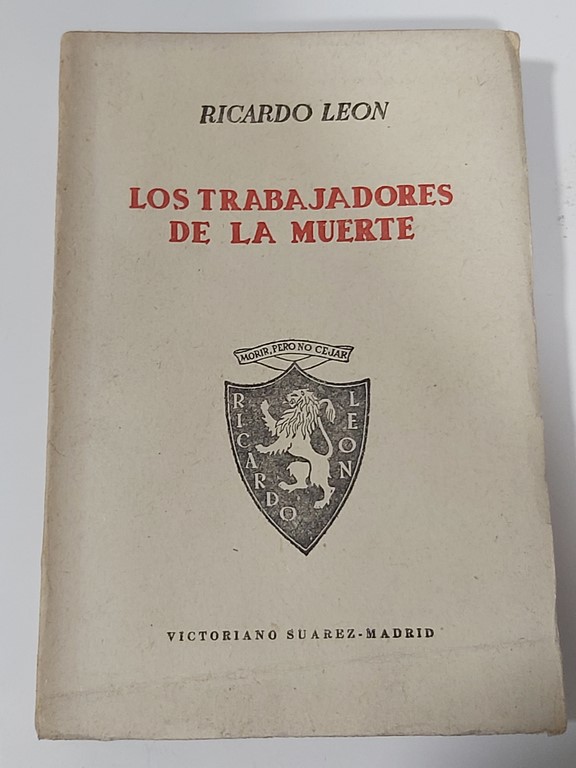 RICARDO LEON
LOS TRABAJADORES
DE LA MUERTE
MORIR, PERO NO CEJAR
RICARDO
LEON
VICTORIANO SUAREZ-MADRID